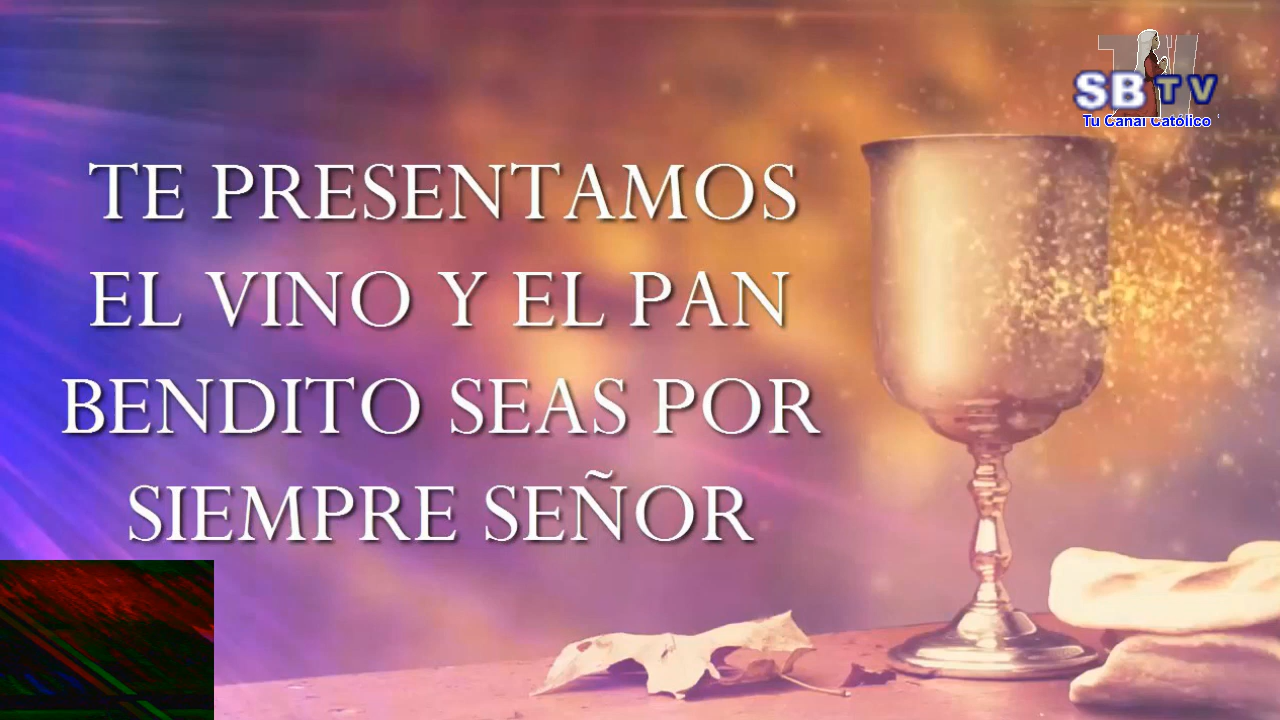 SBTV
Tu Canal Católico
TE PRESENTAMOS
EL VINO Y EL PAN
BENDITO SEAS POR
SIEMPRE SEÑOR